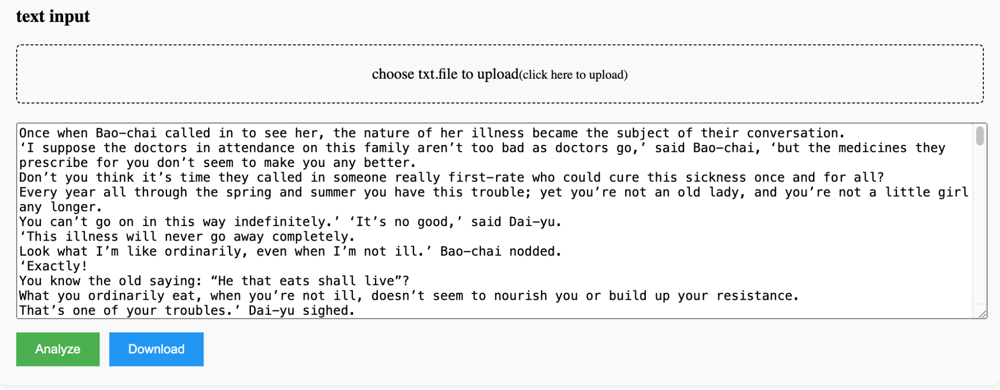 text input
choose txt.file to upload(click here to upload)
Once when Bao-chai called in to see her, the nature of her illness became the subject of their conversation.
‘I suppose the doctors in attendance on this family aren’t too bad as doctors go,’ said Bao-chai, ‘but the medicines they
prescribe for you don’t seem to make you any better.
Don’t you think it’s time they called in someone really first-rate who could cure this sickness once and for all?
Every year all through the spring and summer you have this trouble; yet you’re not an old lady, and you’re not a little girl
any longer.
You can’t go on in this way indefinitely.’ ‘It’s no good,’ said Dai-yu.
‘This illness will never go away completely.
Look what I’m like ordinarily, even when I’m not ill.’ Bao-chai nodded.
‘Exactly!
You know the old saying: “He that eats shall live”?
What you ordinarily eat, when you’re not ill, doesn’t seem to nourish you or build up your resistance.
That’s one of your troubles.’ Dai-yu sighed.
Analyze Download